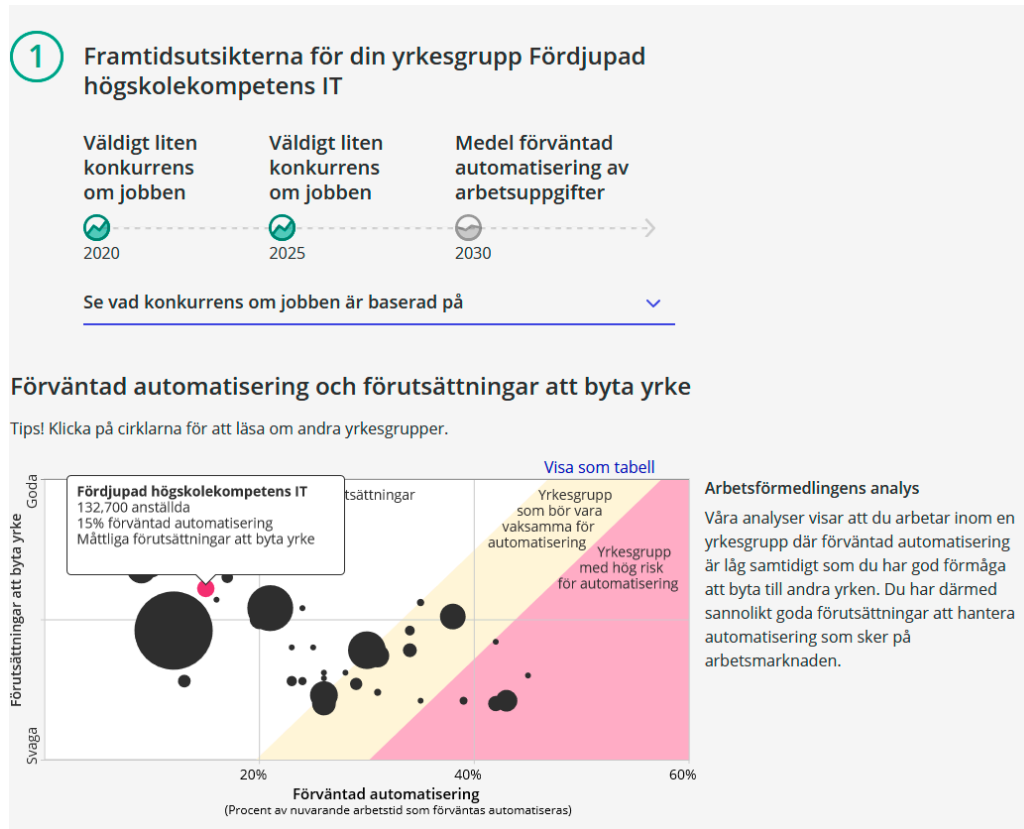 1
Framtidsutsikterna för din yrkesgrupp Fördjupad
högskolekompetens IT
Väldigt liten
konkurrens
om jobben
2020
Väldigt liten
konkurrens
om jobben
2025
Medel förväntad
automatisering av
arbetsuppgifter
2030
Se vad konkurrens om jobben är baserad på
Förväntad automatisering och förutsättningar att byta yrke
Tips! Klicka på cirklarna för att läsa om andra yrkesgrupper.
Visa som tabell
Förutsättningar att byta yrke
Goda
Svaga
Fördjupad högskolekompetens IT
132,700 anställda
15% förväntad automatisering
Måttliga förutsättningar att byta yrke
tsättningar
Yrkesgrupp
som bör vara
vaksamma för
automatisering
Yrkesgrupp
med hög risk
för automatisering
20%
40%
60%
Förväntad automatisering
(Procent av nuvarande arbetstid som förväntas automatiseras)
Arbetsförmedlingens analys
Våra analyser visar att du arbetar inom en
yrkesgrupp där förväntad automatisering
är låg samtidigt som du har god förmåga
att byta till andra yrken. Du har därmed
sannolikt goda förutsättningar att hantera
automatisering som sker på
arbetsmarknaden.